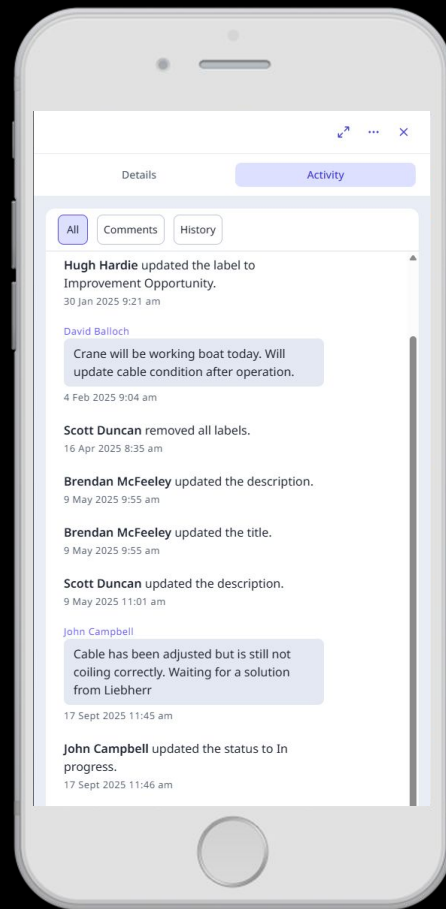 Details
Activity
All
Comments
History
Hugh Hardie updated the label to
Improvement Opportunity.
30 Jan 2025 9:21 am
David Balloch
Crane will be working boat today. Will
update cable condition after operation.
4 Feb 2025 9:04 am
Scott Duncan removed all labels.
16 Apr 2025 8:35 am
Brendan McFeeley updated the description.
9 May 2025 9:55 am
Brendan McFeeley updated the title.
9 May 2025 9:55 am
Scott Duncan updated the description.
9 May 2025 11:01 am
John Campbell
Cable has been adjusted but is still not
coiling correctly. Waiting for a solution
from Liebherr
17 Sept 2025 11:45 am
John Campbell updated the status to In
progress.
17 Sept 2025 11:46 am